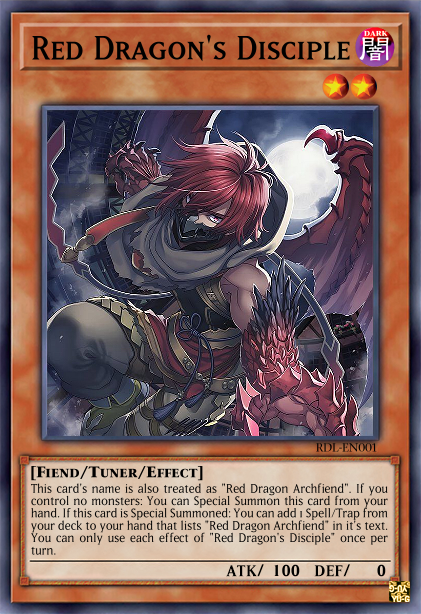 Red Dragon's Disciple
DARK
闇
RDL-EN001
[Fiend/Tuner/Effect]
This card's name is also treated as "Red Dragon Archfiend". If you
control no monsters: You can Special Summon this card from your
hand. If this card is Special Summoned: You can add 1 Spell/Trap from
your deck to your hand that lists "Red Dragon Archfiend" in it's text.
You can only use each effect of "Red Dragon's Disciple" once per
turn.
ATK/ 100 DEF/ 0